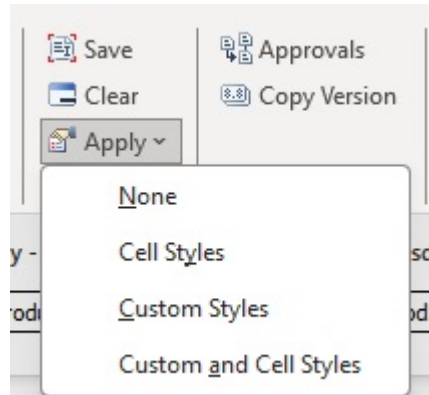 Save
Approvals
Clear
Copy Version
Apply
None
Cell Styles
Custom Styles
Custom and Cell Styles